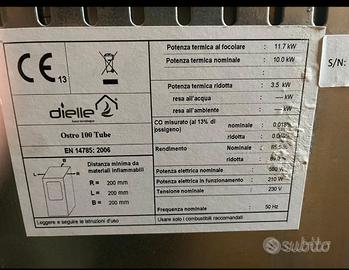 CE 13
dielle
Ostro 100 Tube
EN 14785: 2006
Distanza minima da
materiali infiammabili
R = 200 mm
L = 200 mm
B = 200 mm
Leggere e seguire le istruzioni d'uso
Potenza termica al focolare : 11.7 kW
Potenza termica nominale : 10.0 kW
Potenza termica ridotta : 3.5 kW
resa all'acqua : — kW
resa all'ambiente : — kW
CO misurato (al 13% di
ossigeno)
nominale : 0.018%
ridotta :
Rendimento
Nominale :
ridotta :
Potenza elettrica nominale :
Potenza elettrica in funzionamento : 210 W
Tensione nominale : 230 V
Frequenza nominale : 50 Hz
Usare solo i combustibili raccomandati
S/N:
subito